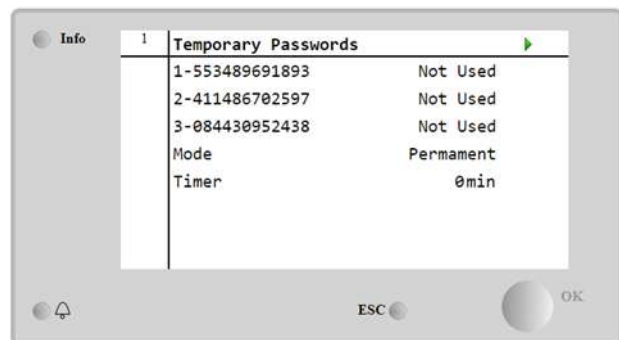 Info
1 Temporary Passwords
1-553489691893 Not Used
2-411486702597 Not Used
3-084430952438 Not Used
Mode Permament
Timer 0min
ESC OK